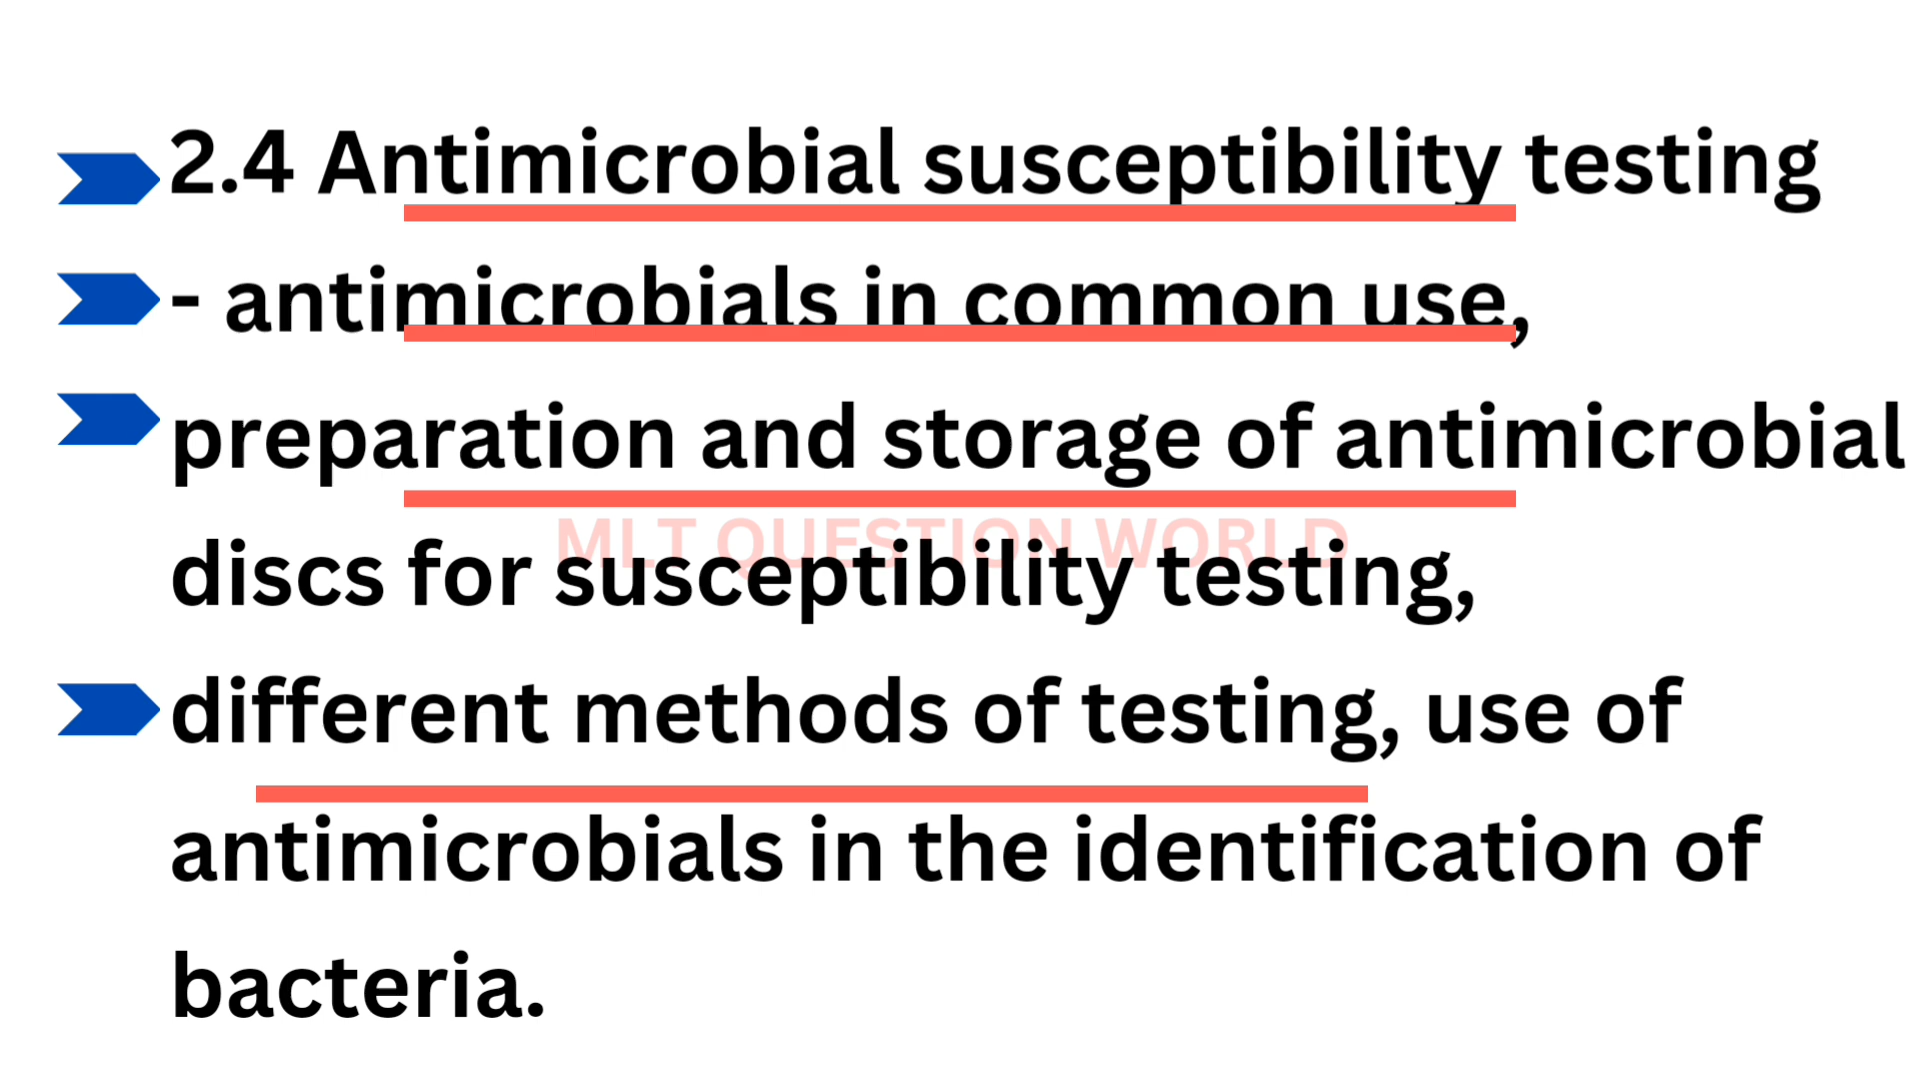 2.4 Antimicrobial susceptibility testing
- antimicrobials in common use,
preparation and storage of antimicrobial
MLT QUESTION WORLD
discs for susceptibility testing,
different methods of testing, use of
antimicrobials in the identification of
bacteria.